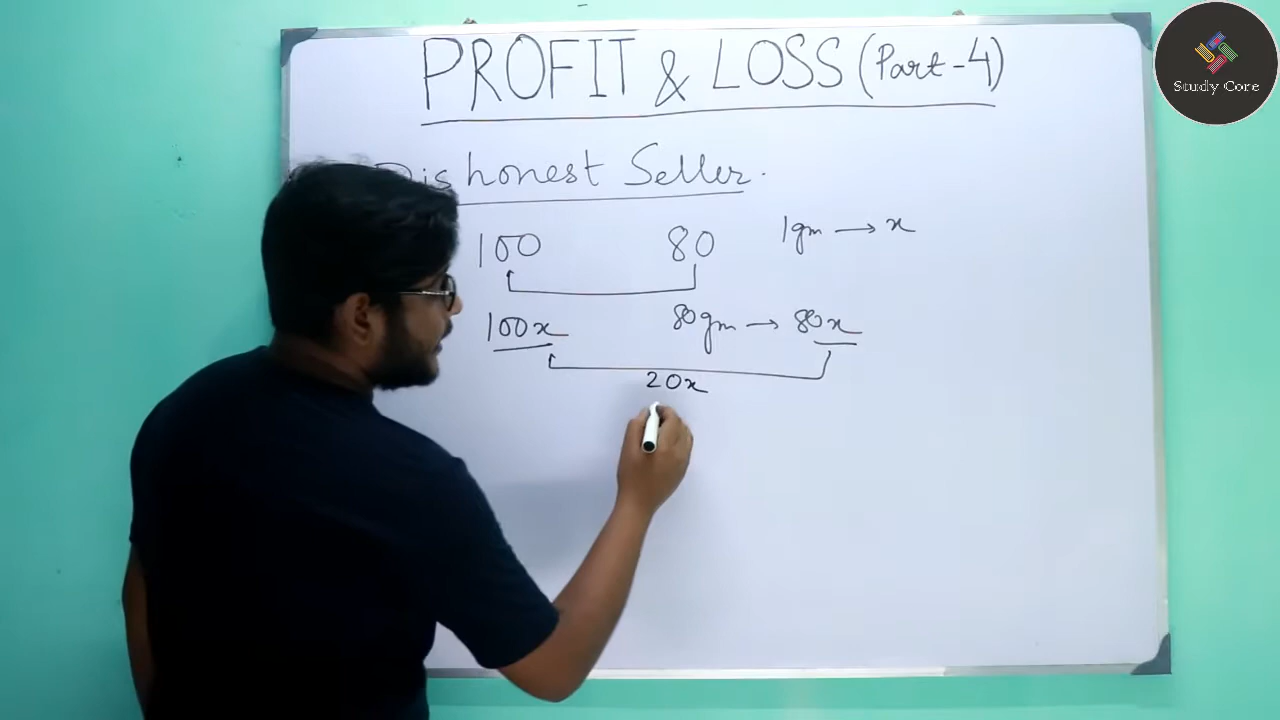 PROFIT & LOSS (Part-4)
Study Core
Dishonest Seller.
100 80 1gm → x
100x 80gm → 80x
20x